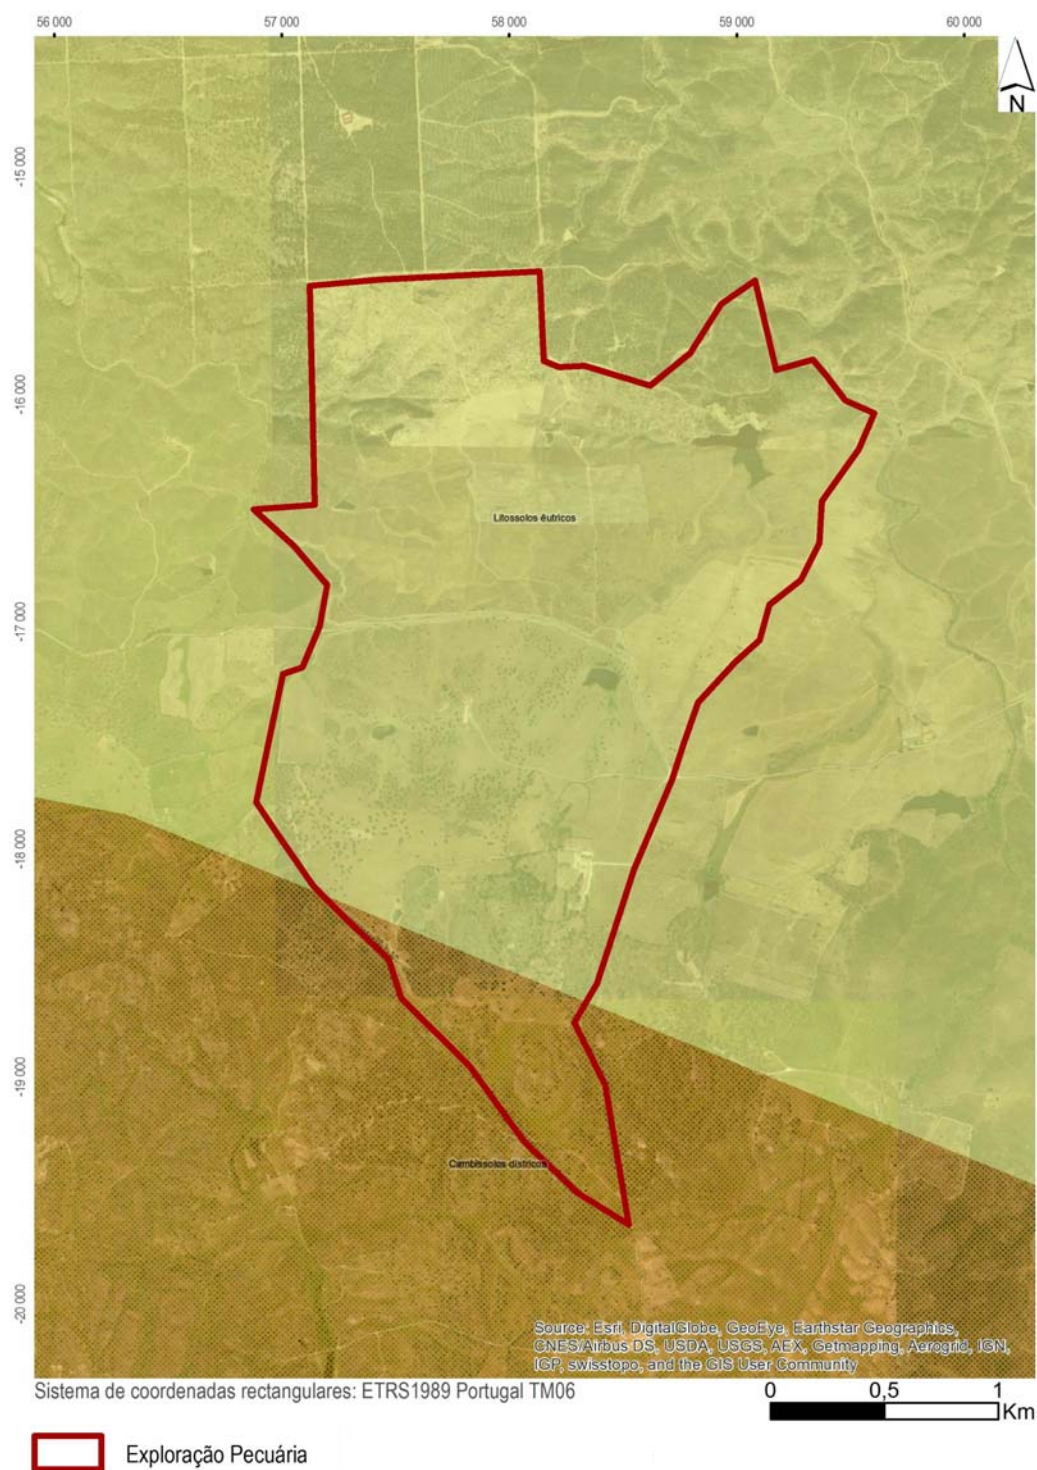 56 000 57 000 58 000 59 000 60 000
N
-15 000
-16 000
Litossolos êutricos
-17 000
-18 000
-19 000
Cambissolos dístricos
-20 000
Source: Esri, DigitalGlobe, GeoEye, Earthstar Geographics,
CNES/Airbus DS, USDA, USGS, AEX, Getmapping, Aerogrid, IGN,
IGP, swisstopo, and the GIS User Community
Sistema de coordenadas rectangulares: ETRS1989 Portugal TM06
0 0,5 1
Km
Exploração Pecuária